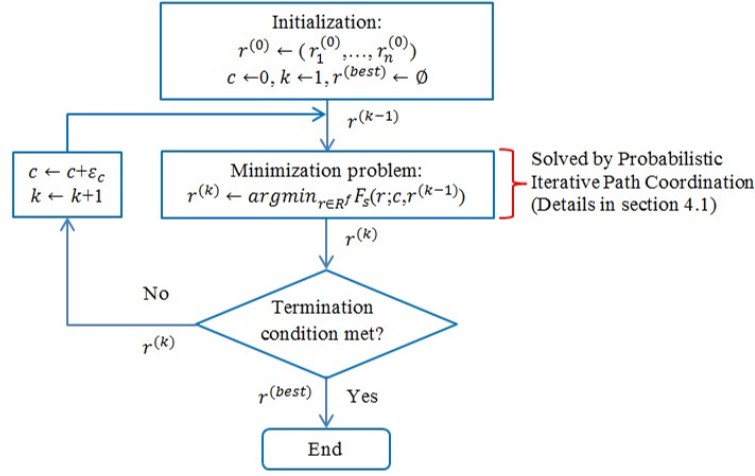 Initialization:
r^(0) ← (r_1^(0),…, r_n^(0))
c ←0, k ←1, r^(best) ← Ø
r^(k−1)
c ← c+ε_c
k ← k+1
Minimization problem:
r^(k) ← argmin_{r∈R^f} F_s(r; c, r^(k−1))
Solved by Probabilistic
Iterative Path Coordination
(Details in section 4.1)
r^(k)
No
Termination
condition met?
r^(k)
r^(best)
Yes
End